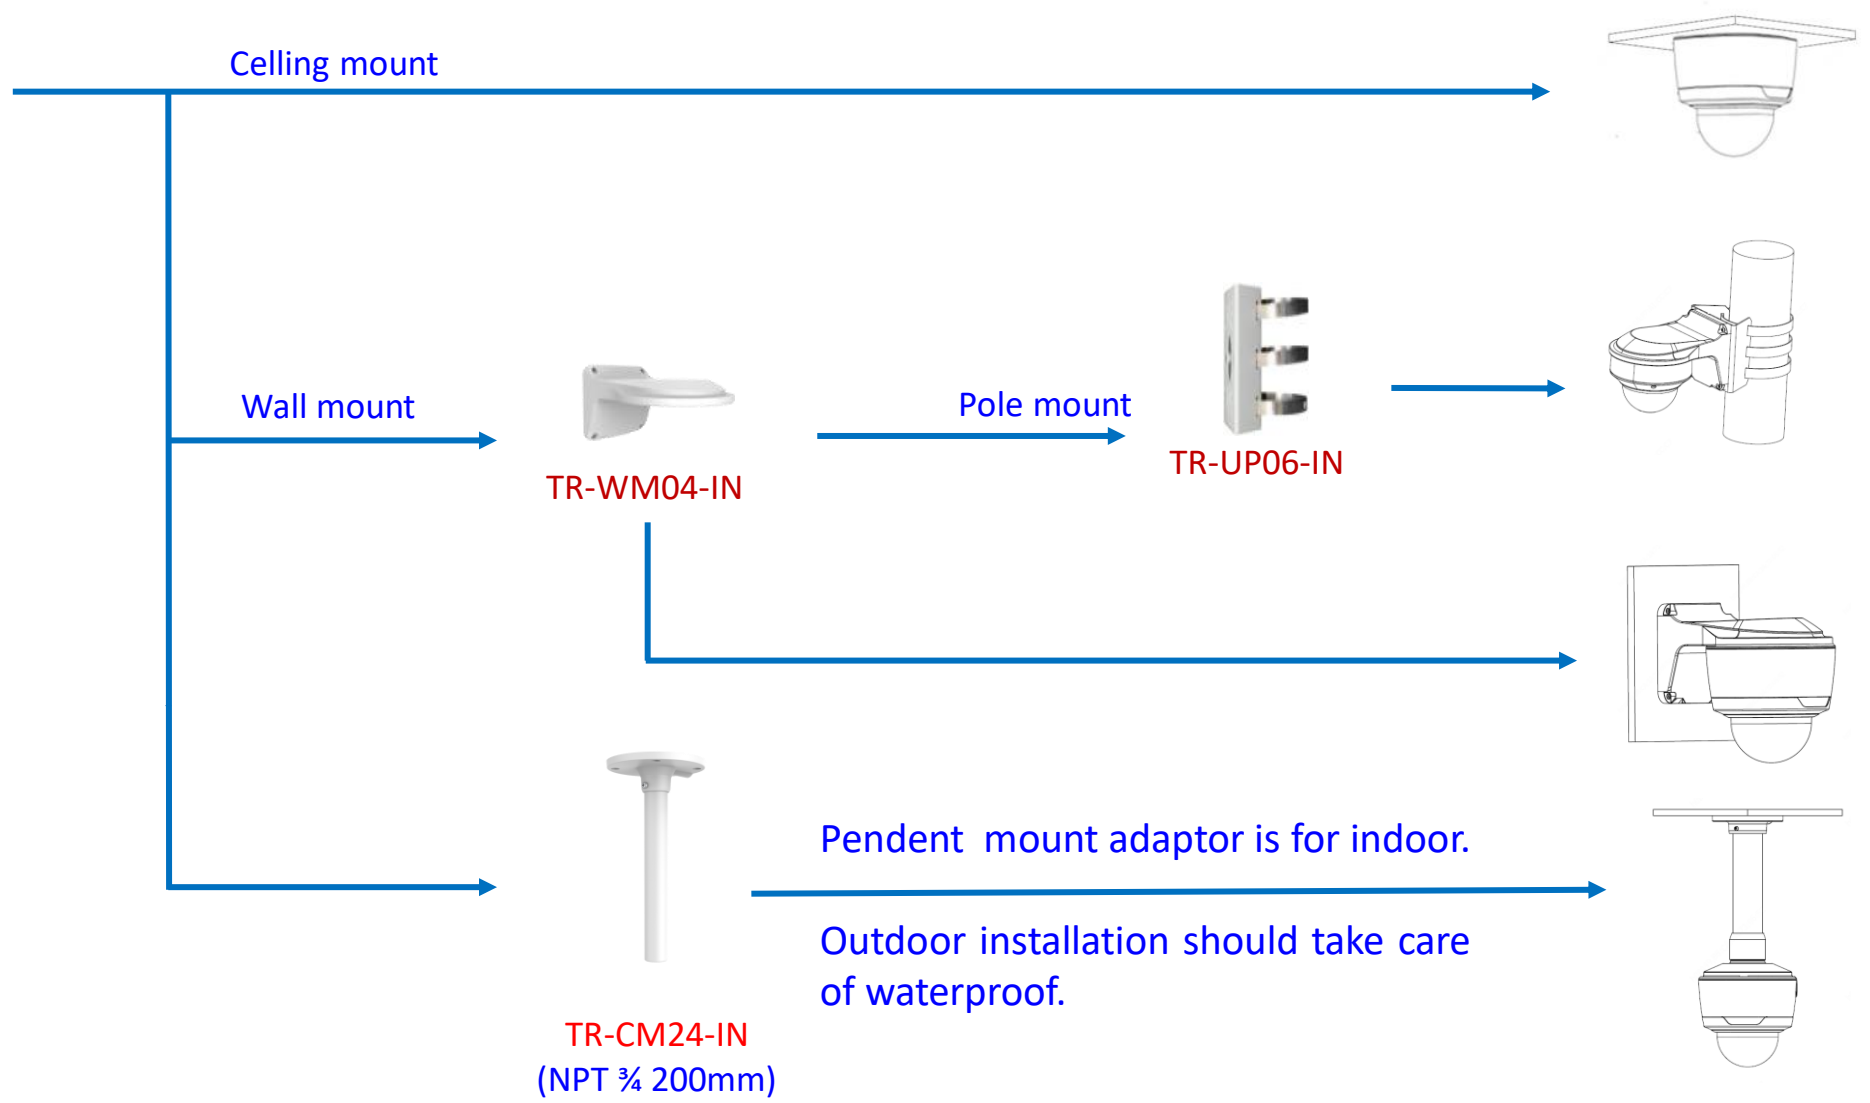 Celling mount
Wall mount
TR-WM04-IN
Pole mount
TR-UP06-IN
Pendent mount adaptor is for indoor.
Outdoor installation should take care
of waterproof.
TR-CM24-IN
(NPT ¾ 200mm)